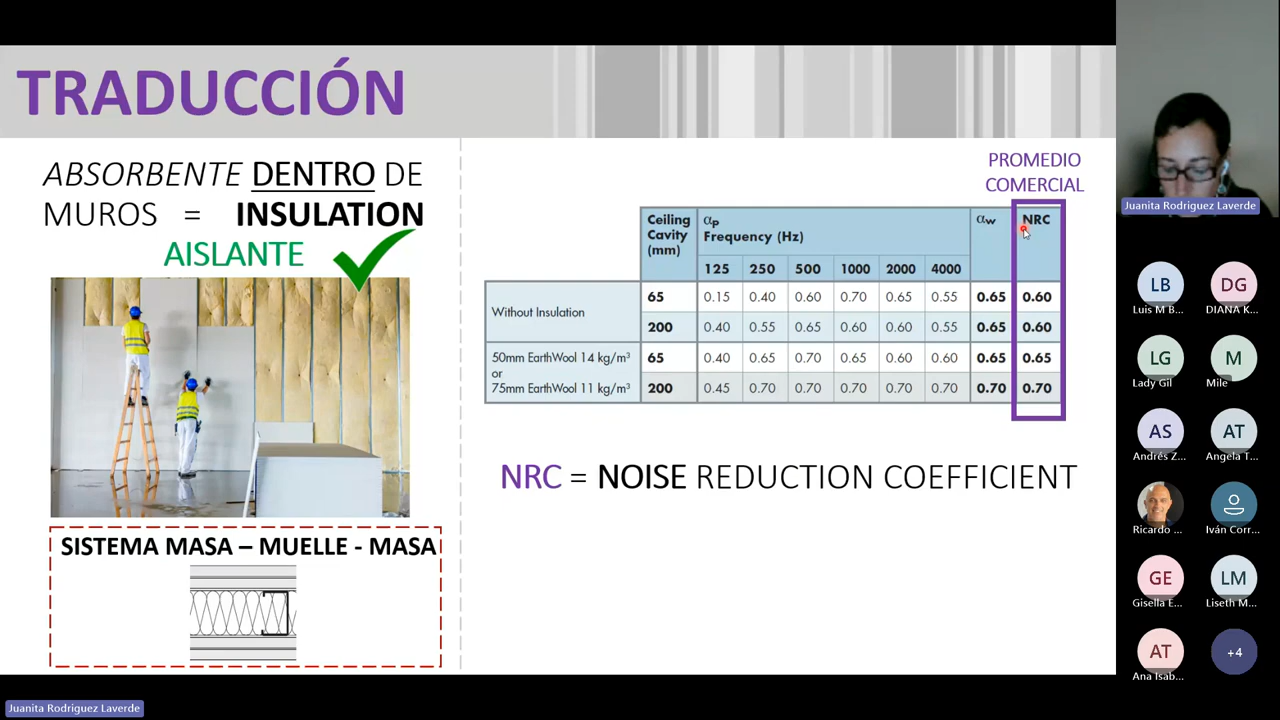 TRADUCCIÓN
ABSORBENTE DENTRO DE
MUROS = INSULATION
AISLANTE
SISTEMA MASA – MUELLE - MASA
PROMEDIO
COMERCIAL
Ceiling Cavity (mm) αp Frequency (Hz) αw NRC
125 250 500 1000 2000 4000
Without Insulation 65 0.15 0.40 0.60 0.70 0.65 0.55 0.65 0.60
200 0.40 0.55 0.65 0.60 0.60 0.55 0.65 0.60
50mm EarthWool 14 kg/m³ 65 0.40 0.65 0.70 0.65 0.60 0.60 0.65 0.65
or
75mm EarthWool 11 kg/m³ 200 0.45 0.70 0.70 0.70 0.70 0.70 0.70 0.70
NRC = NOISE REDUCTION COEFFICIENT
Juanita Rodriguez Laverde
LB DG
Luis M B... DIANA K...
LG M
Lady Gil Mile
AS AT
Andrés Z... Angela T...
Ricardo ... Iván Corr...
GE LM
Gisella E... Liseth M...
AT +4
Ana Isab...
Juanita Rodriguez Laverde